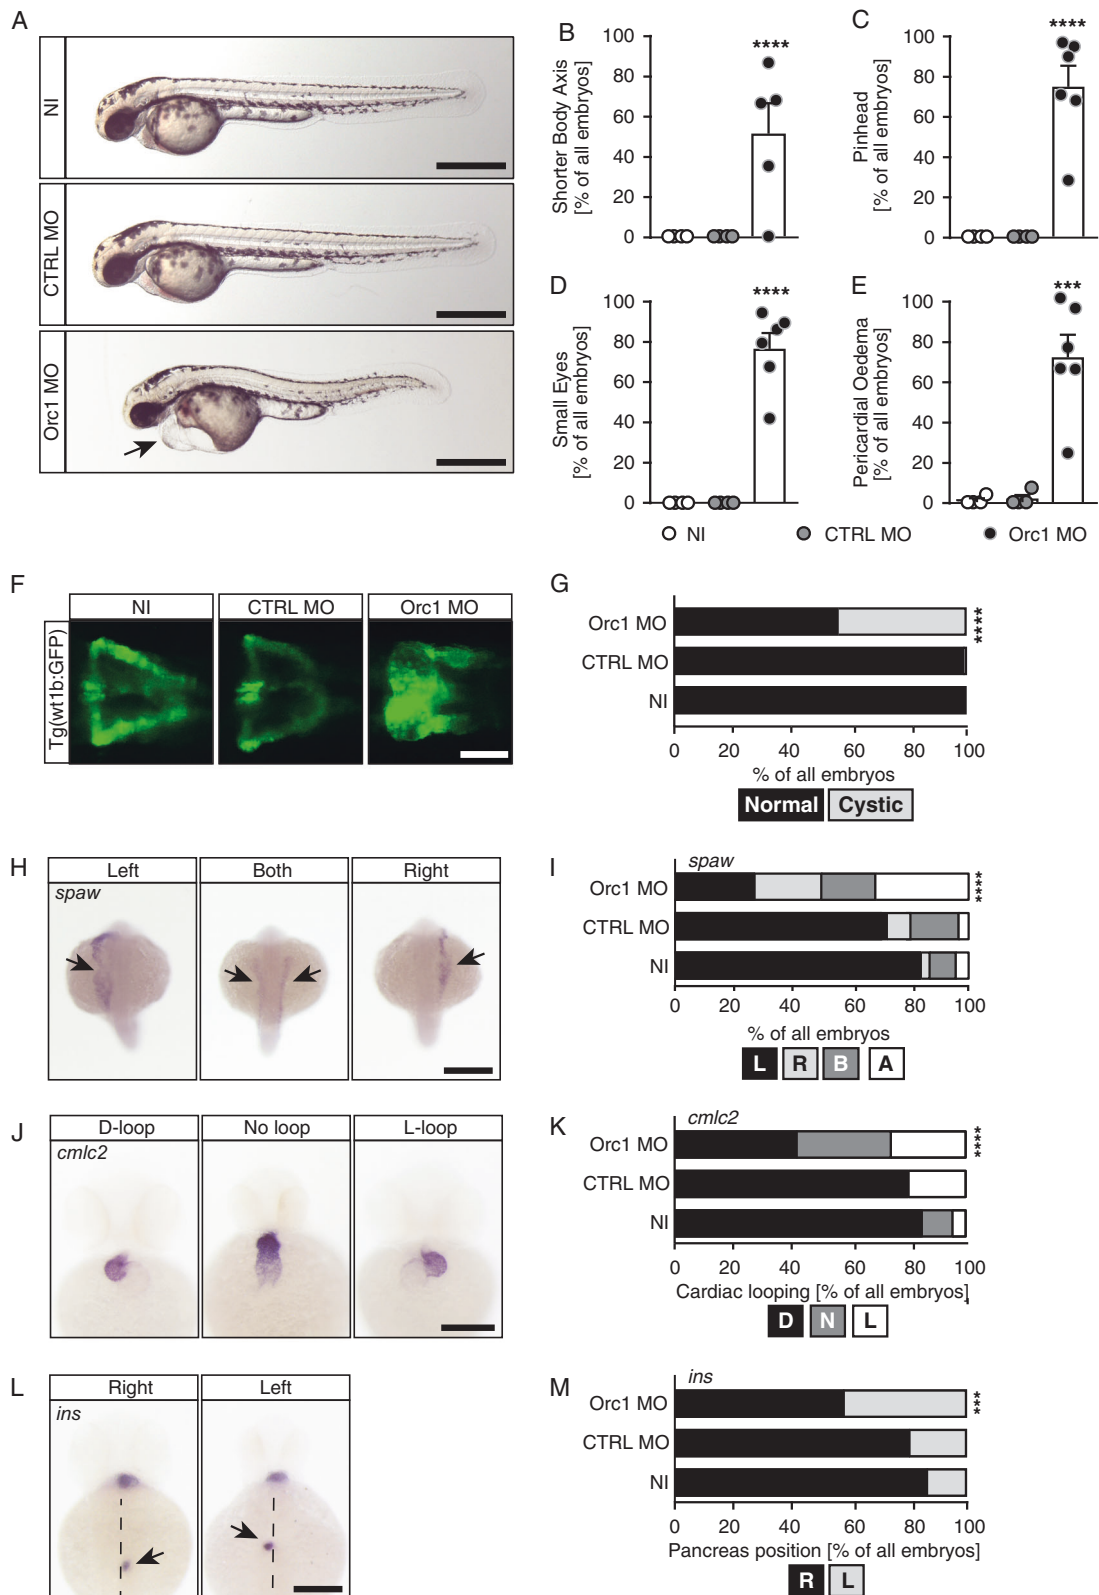 A
NI
CTRL MO
Orc1 MO
B
Shorter Body Axis
[% of all embryos]
100
80
60
40
20
0
****
C
Pinhead
[% of all embryos]
100
80
60
40
20
0
****
D
Small Eyes
[% of all embryos]
100
80
60
40
20
0
****
E
Pericardial Oedema
[% of all embryos]
100
80
60
40
20
0
***
NI
CTRL MO
Orc1 MO
F
NI
CTRL MO
Orc1 MO
Tg(wt1b:GFP)
G
Orc1 MO
****
CTRL MO
NI
0 20 40 60 80 100
% of all embryos
Normal Cystic
H
Left
Both
Right
spaw
I
spaw
Orc1 MO
****
CTRL MO
NI
0 20 40 60 80 100
% of all embryos
L R B A
J
D-loop
No loop
L-loop
cmlc2
K
cmlc2
Orc1 MO
****
CTRL MO
NI
0 20 40 60 80 100
Cardiac looping [% of all embryos]
D N L
L
Right
Left
ins
M
ins
Orc1 MO
***
CTRL MO
NI
0 20 40 60 80 100
Pancreas position [% of all embryos]
R L